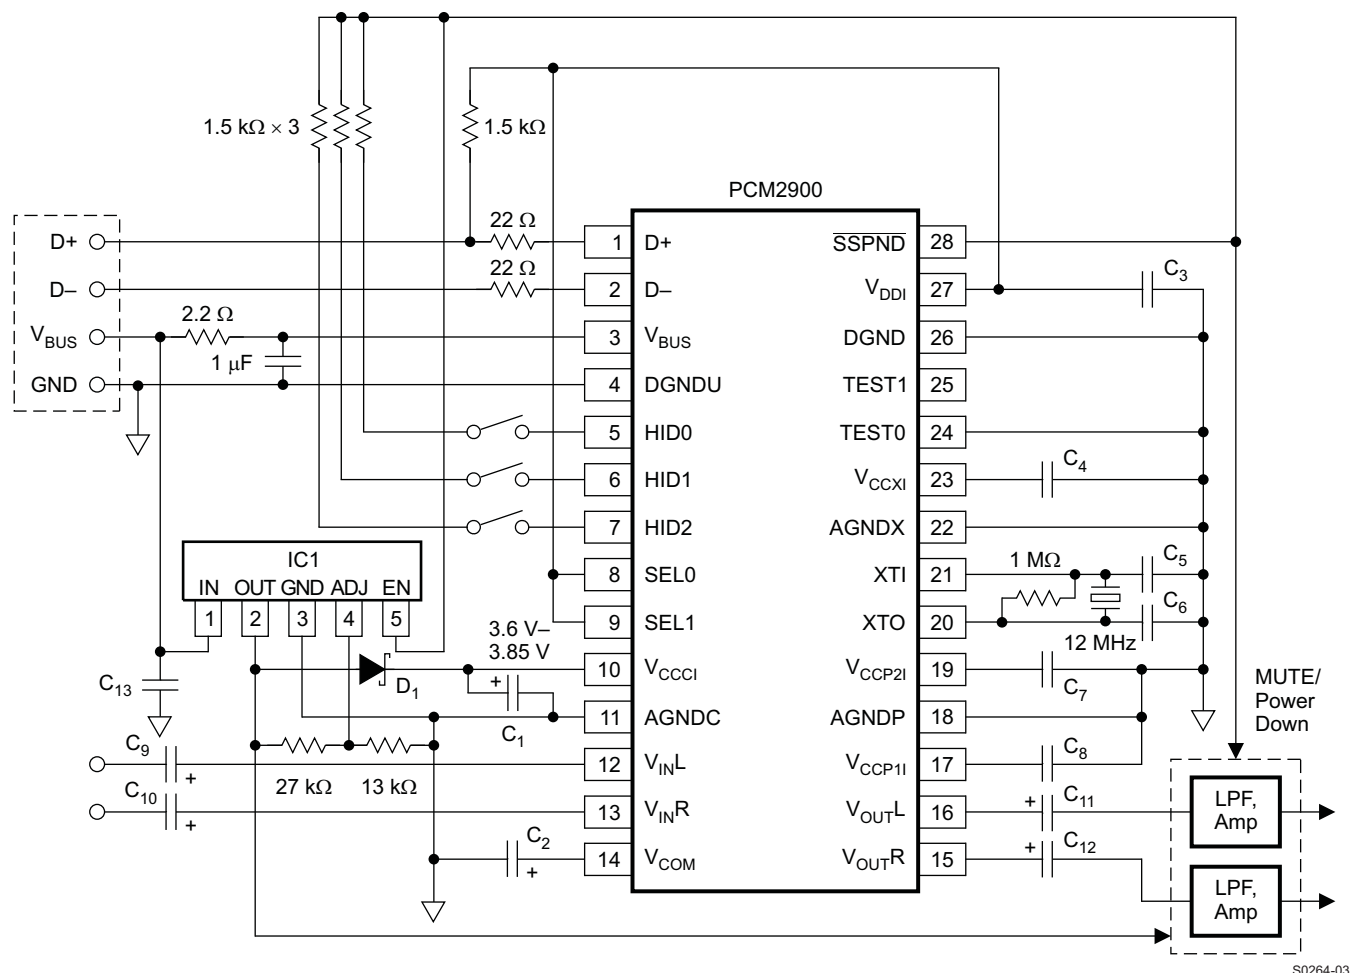 1.5 kΩ × 3
1.5 kΩ
PCM2900
22 Ω
22 Ω
2.2 Ω
1 μF
D+
D–
VBUS
GND
1 D+
2 D–
3 VBUS
4 DGNDU
5 HID0
6 HID1
7 HID2
8 SEL0
9 SEL1
10 VCCCI
11 AGNDC
12 VINL
13 VINR
14 VCOM
SSPND 28
VDDI 27
DGND 26
TEST1 25
TEST0 24
VCCXI 23
AGNDX 22
XTI 21
XTO 20
VCCP2I 19
AGNDP 18
VCCP1I 17
VOUTL 16
VOUTR 15
C3
C4
1 MΩ
C5
C6
12 MHz
C7
C8
+ C11
+ C12
MUTE/
Power
Down
LPF,
Amp
LPF,
Amp
IC1
IN OUT GND ADJ EN
1 2 3 4 5
3.6 V–
3.85 V
D1
+
C1
C13
C9
+
C10
+
27 kΩ
13 kΩ
C2
+
S0264-03